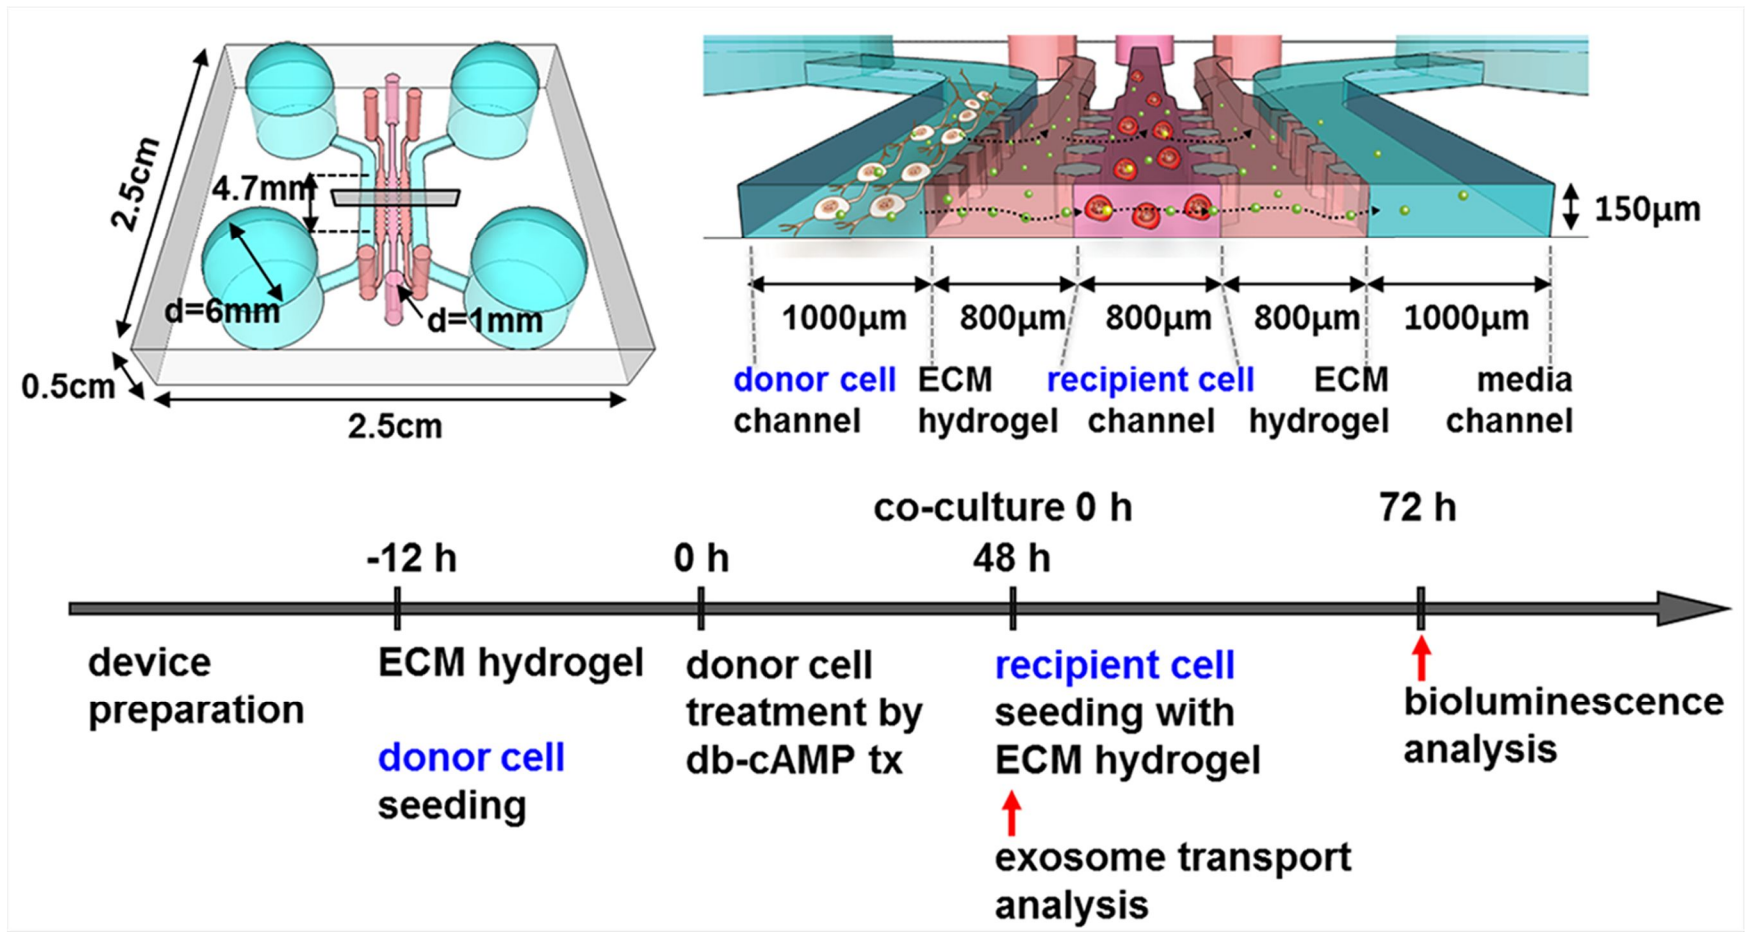 2.5cm
4.7mm
d=6mm
d=1mm
0.5cm
2.5cm
150μm
1000μm 800μm 800μm 800μm 1000μm
donor cell channel
ECM hydrogel
recipient cell channel
ECM hydrogel
media channel
co-culture 0 h 72 h
-12 h 0 h 48 h
device
preparation
ECM hydrogel
donor cell
seeding
donor cell
treatment by
db-cAMP tx
recipient cell
seeding with
ECM hydrogel
exosome transport
analysis
bioluminescence
analysis